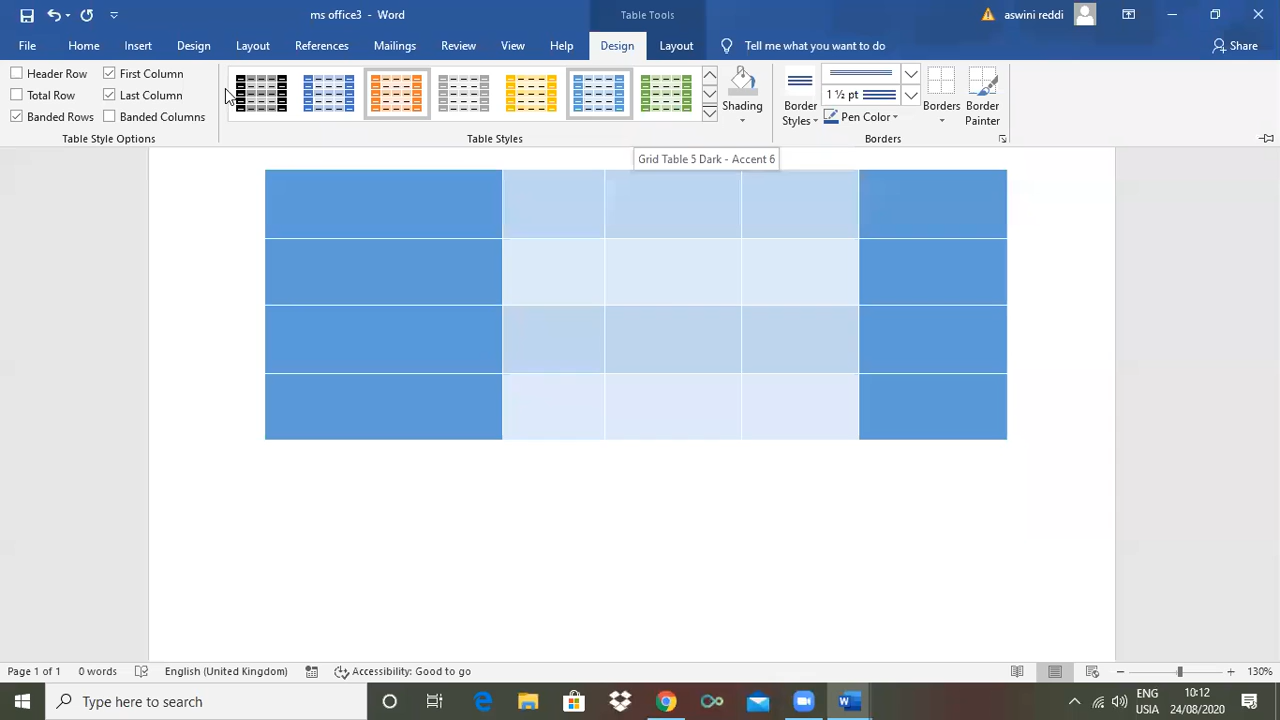 ms office3 - Word
Table Tools
aswini reddi
File
Home
Insert
Design
Layout
References
Mailings
Review
View
Help
Design
Layout
Tell me what you want to do
Share
Header Row
First Column
Total Row
Last Column
Banded Rows
Banded Columns
Table Style Options
Table Styles
Shading
Border Styles
1 ½ pt
Pen Color
Borders
Border Painter
Borders
Grid Table 5 Dark - Accent 6
Page 1 of 1
0 words
English (United Kingdom)
Accessibility: Good to go
130%
Type here to search
ENG
USIA
10:12
24/08/2020